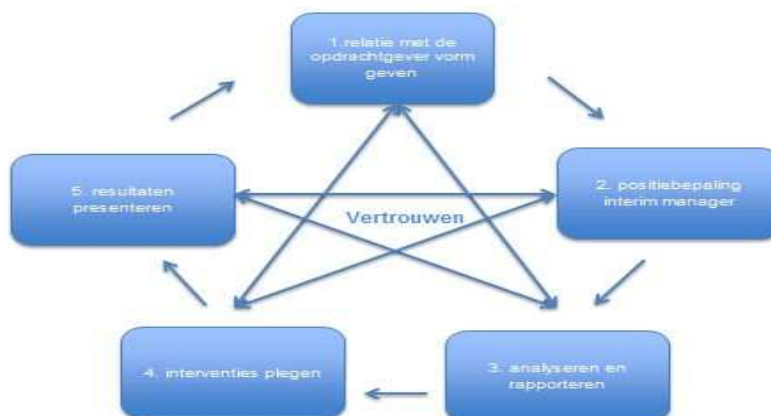 1.relatie met de
opdrachtgever vorm
geven
2. positiebepaling
interim manager
3. analyseren en
rapporteren
4. interventies plegen
5. resultaten
presenteren
Vertrouwen